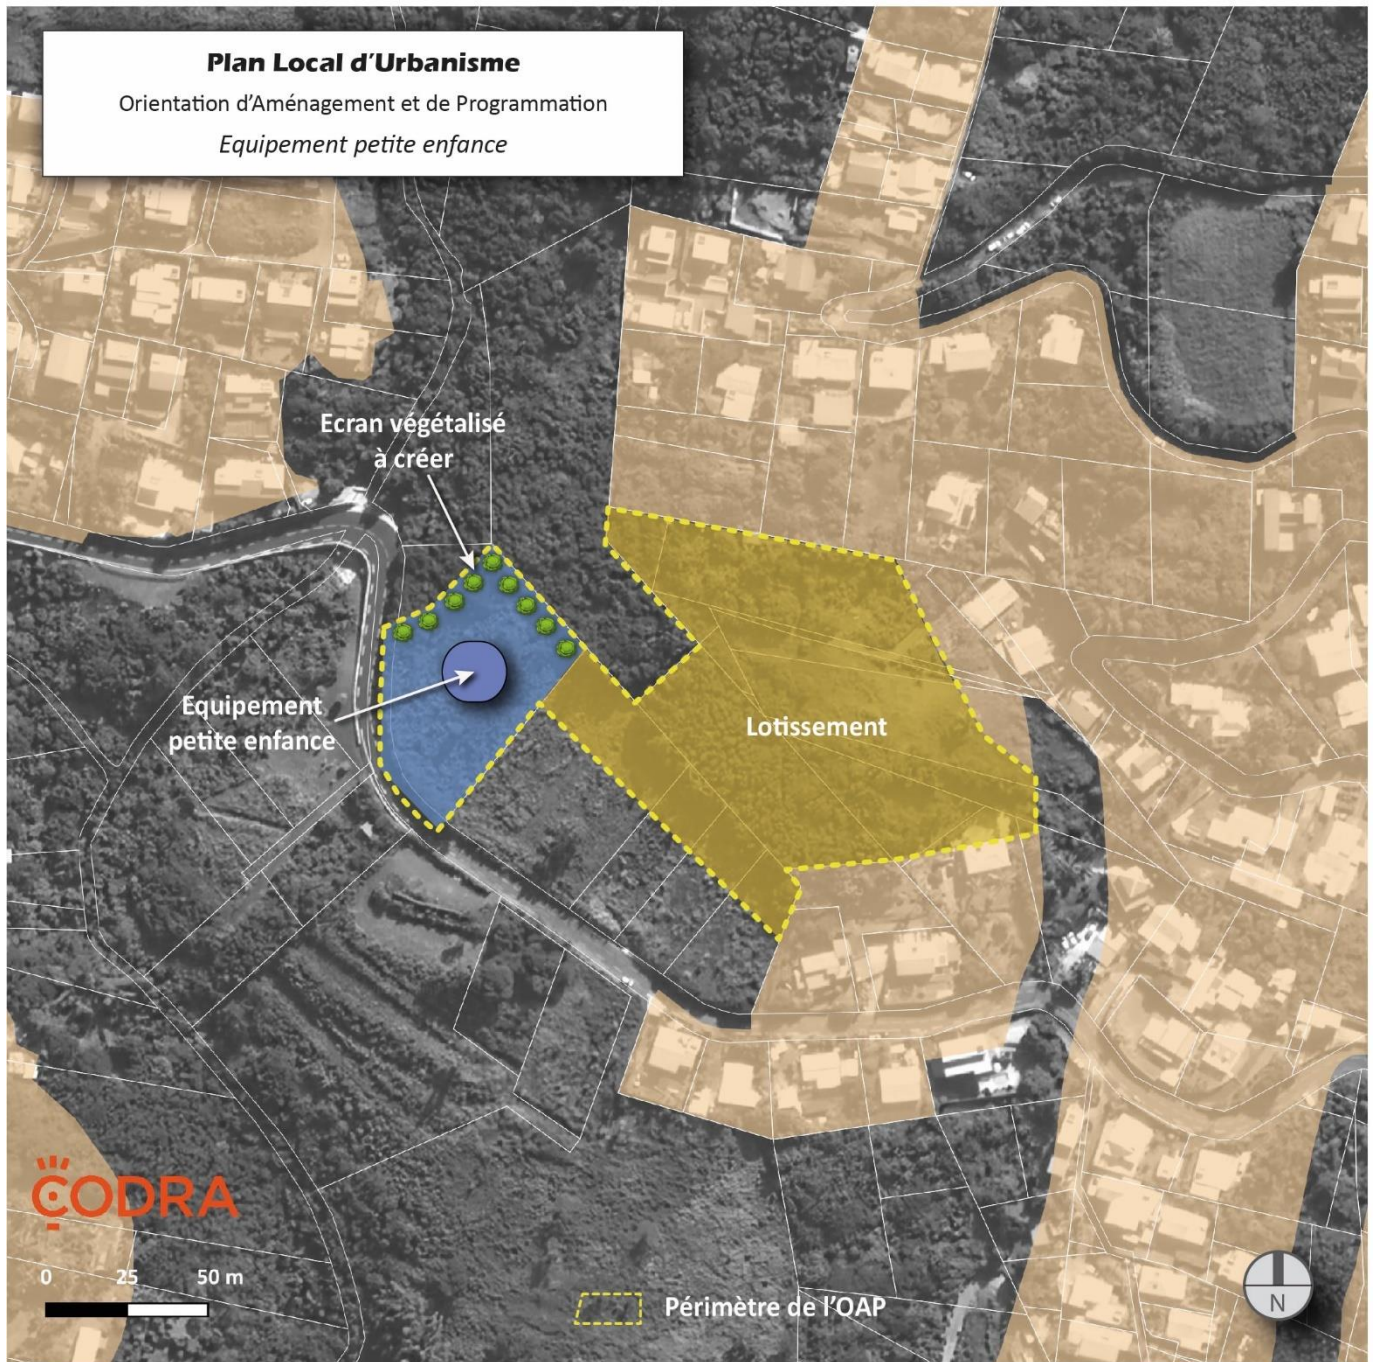 Plan Local d'Urbanisme
Orientation d'Aménagement et de Programmation
Equipement petite enfance
Ecran végétalisé
à créer
Equipement
petite enfance
Lotissement
CODRA
0 25 50 m
Périmètre de l'OAP
N